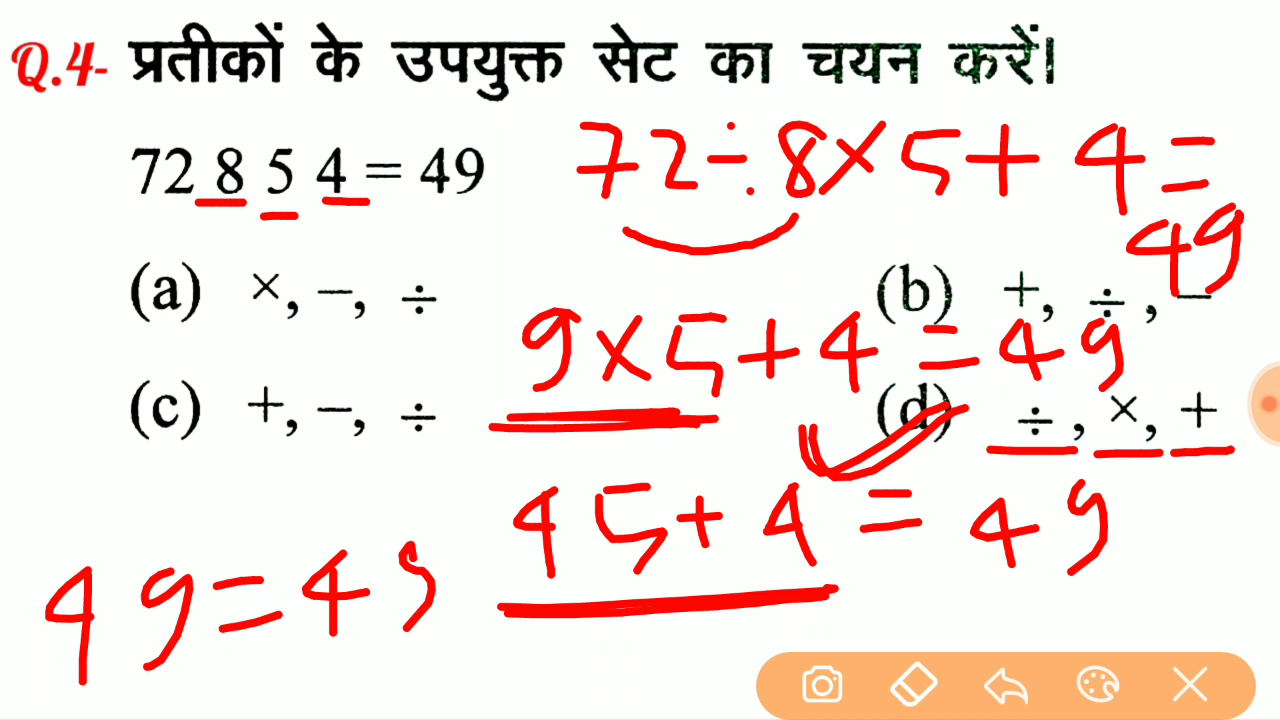 Q.4- प्रतीकों के उपयुक्त सेट का चयन करें।
72 8 5 4 = 49
72÷8×5+4=
49
(a) ×, –, ÷
(b) +, ÷, –
9×5+4=49
(c) +, –, ÷
(d) ÷, ×, +
45+4=49
49=49